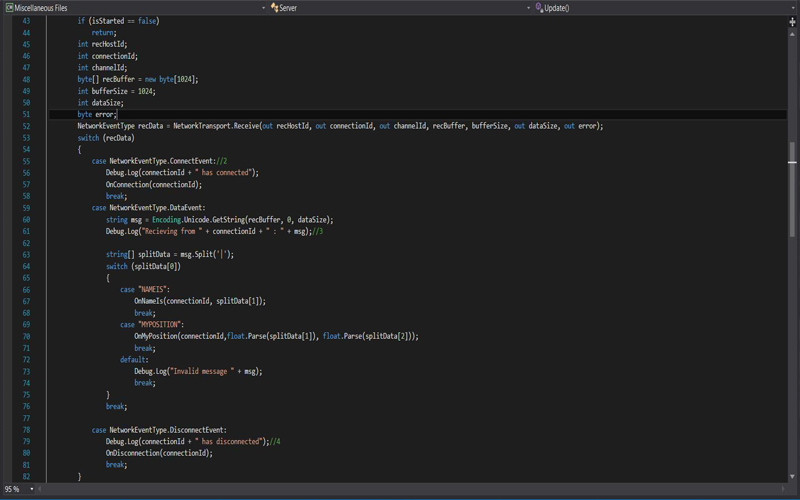 Miscellaneous Files Server Update()
43 if (isStarted == false)
44 return;
45 int recHostId;
46 int connectionId;
47 int channelId;
48 byte[] recBuffer = new byte[1024];
49 int bufferSize = 1024;
50 int dataSize;
51 byte error;
52 NetworkEventType recData = NetworkTransport.Receive(out recHostId, out connectionId, out channelId, recBuffer, bufferSize, out dataSize, out error);
53 switch (recData)
54 {
55 case NetworkEventType.ConnectEvent://2
56 Debug.Log(connectionId + " has connected");
57 OnConnection(connectionId);
58 break;
59 case NetworkEventType.DataEvent:
60 string msg = Encoding.Unicode.GetString(recBuffer, 0, dataSize);
61 Debug.Log("Recieving from " + connectionId + " : " + msg);//3
62
63 string[] splitData = msg.Split('|');
64 switch (splitData[0])
65 {
66 case "NAMEIS":
67 OnNameIs(connectionId, splitData[1]);
68 break;
69 case "MYPOSITION":
70 OnMyPosition(connectionId,float.Parse(splitData[1]), float.Parse(splitData[2]));
71 break;
72 default:
73 Debug.Log("Invalid message " + msg);
74 break;
75 }
76 break;
77
78 case NetworkEventType.DisconnectEvent:
79 Debug.Log(connectionId + " has disconnected");//4
80 OnDisconnection(connectionId);
81 break;
82 }
95 %